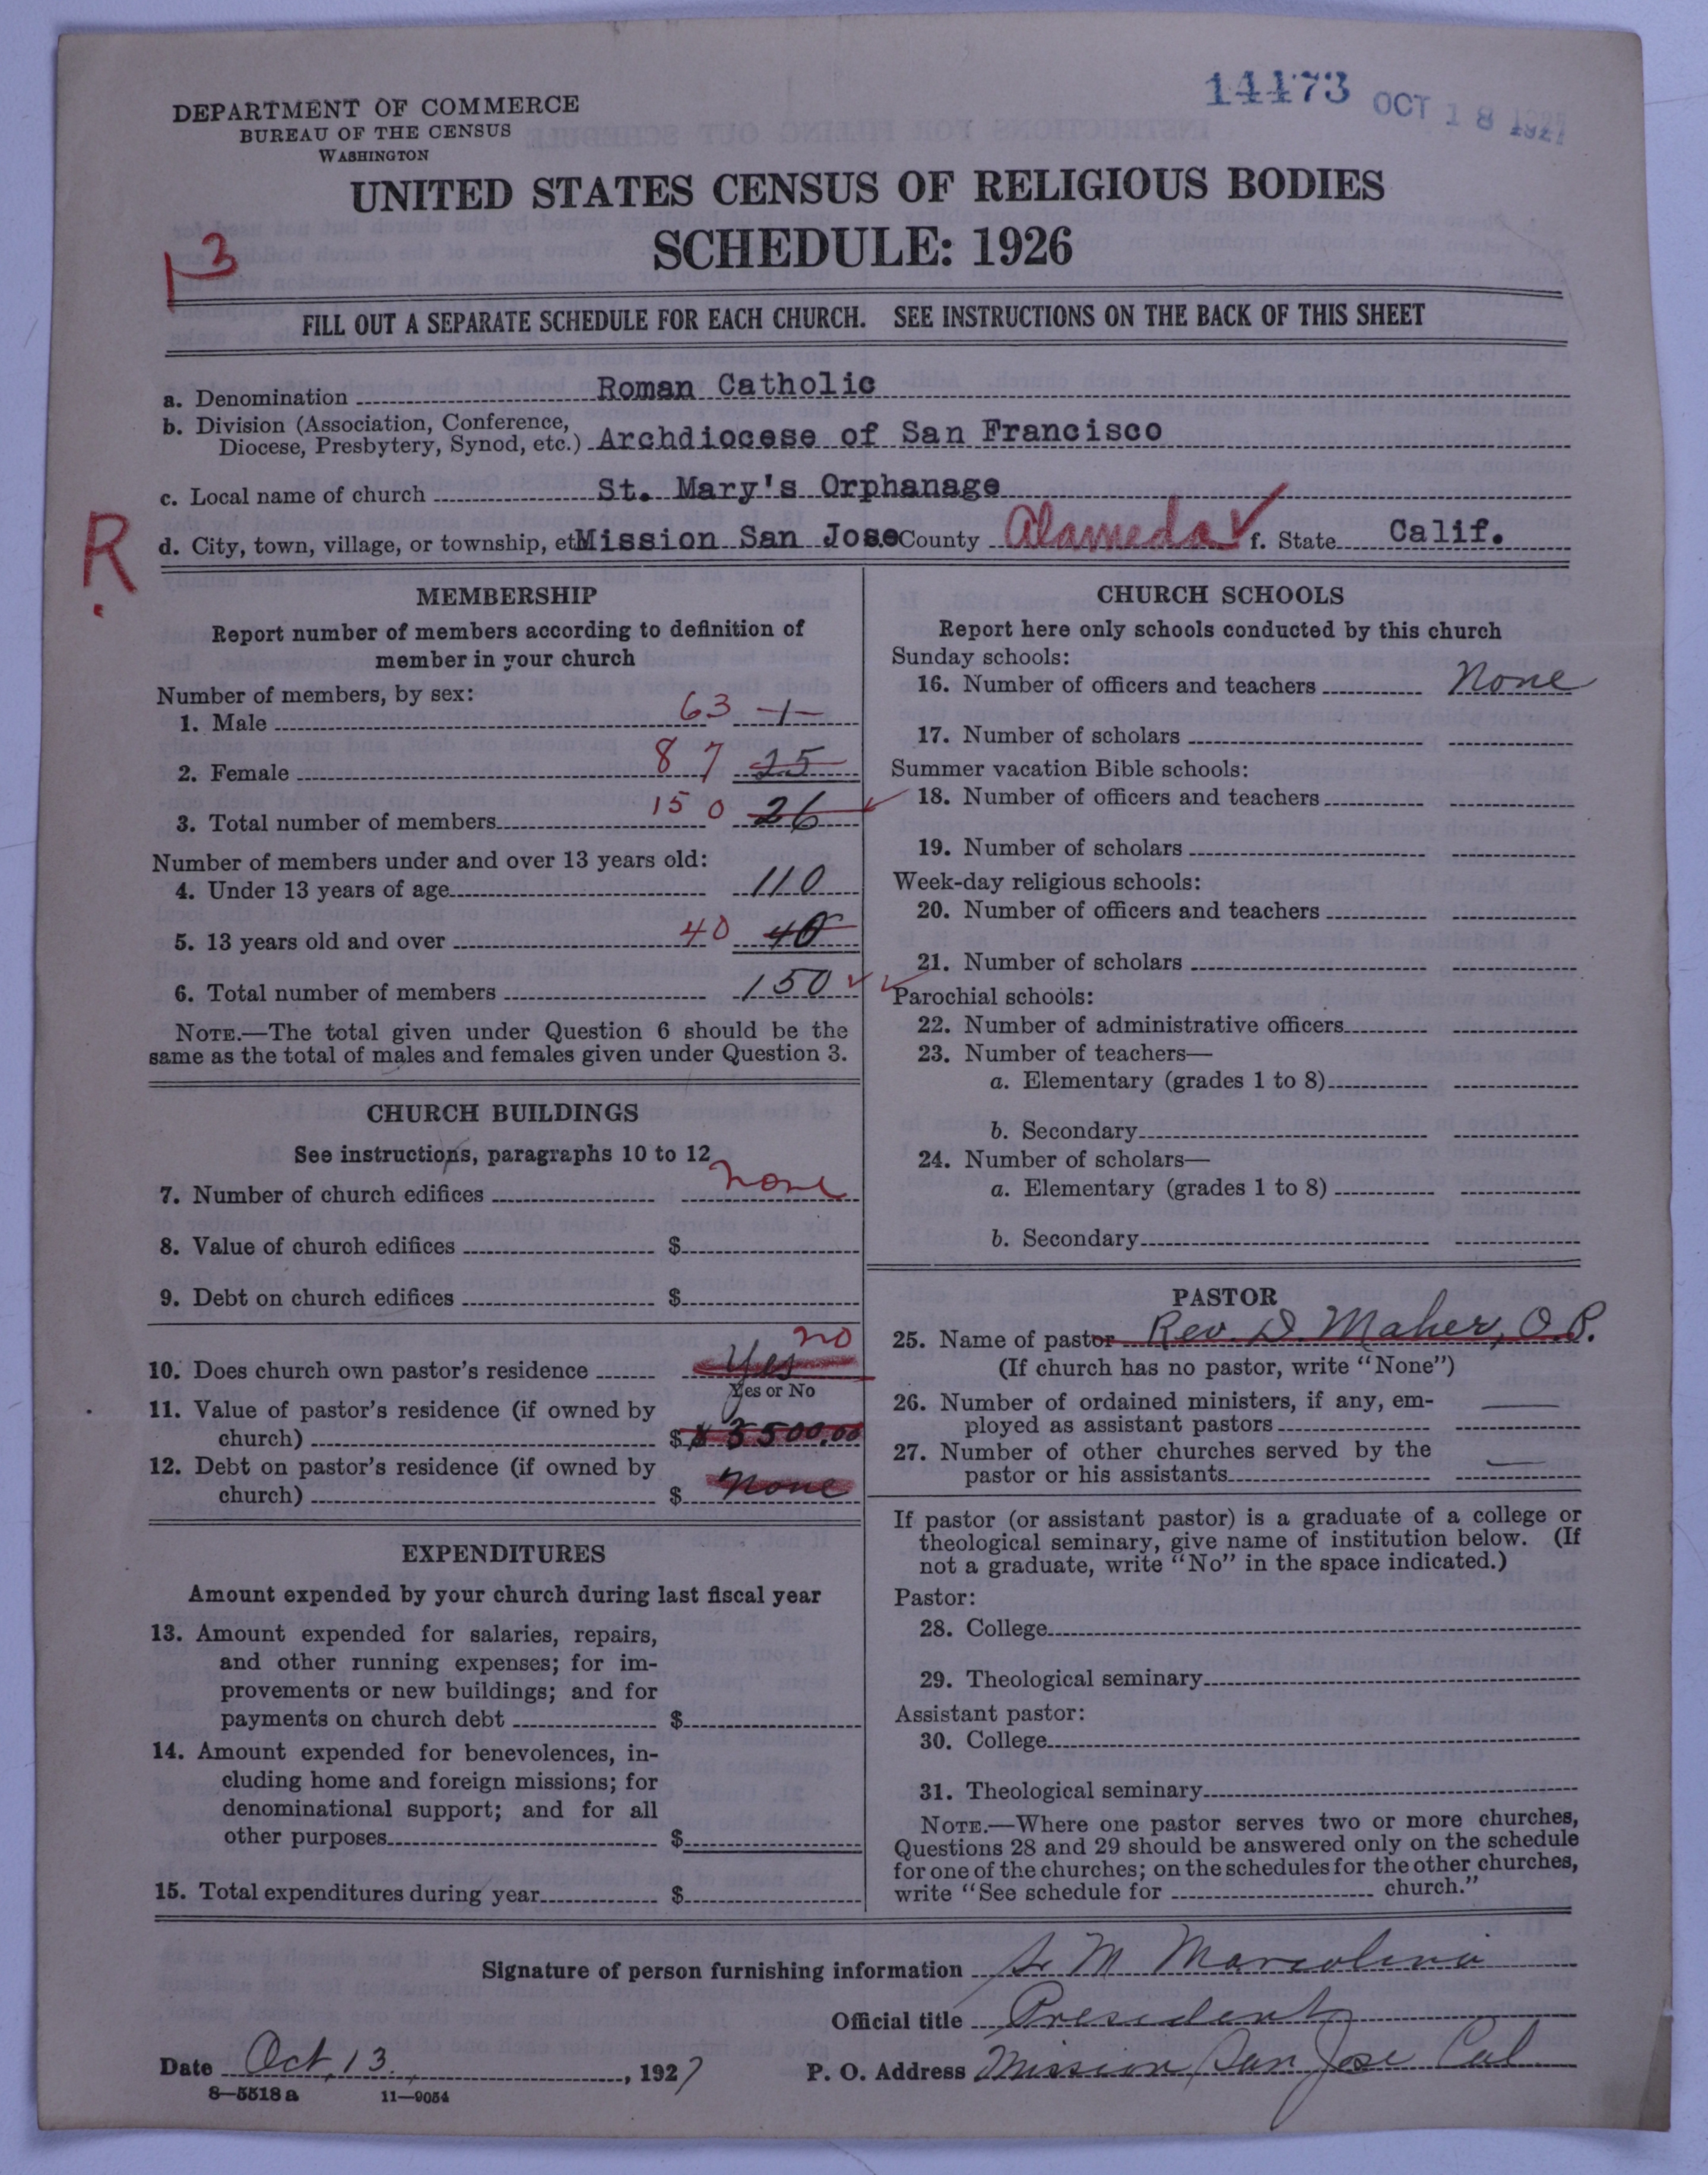 14473 OCT 18 1927
DEPARTMENT OF COMMERCE
BUREAU OF THE CENSUS
WASHINGTON
UNITED STATES CENSUS OF RELIGIOUS BODIES
13
SCHEDULE: 1926
FILL OUT A SEPARATE SCHEDULE FOR EACH CHURCH. SEE INSTRUCTIONS ON THE BACK OF THIS SHEET
a. Denomination Roman Catholic
b. Division (Association, Conference,
Diocese, Presbytery, Synod, etc.) Archdiocese of San Francisco
c. Local name of church St. Mary's Orphanage
R
d. City, town, village, or township, et Mission San Jose County Alameda ✓ f. State Calif.
MEMBERSHIP
Report number of members according to definition of
member in your church
Number of members, by sex:
1. Male 63 1
2. Female 87 25
3. Total number of members 150 26
Number of members under and over 13 years old:
4. Under 13 years of age 110
5. 13 years old and over 40 40
6. Total number of members 150 ✓
NOTE.—The total given under Question 6 should be the
same as the total of males and females given under Question 3.
CHURCH BUILDINGS
See instructions, paragraphs 10 to 12
7. Number of church edifices none
8. Value of church edifices $
9. Debt on church edifices $
10. Does church own pastor's residence Yes no
Yes or No
11. Value of pastor's residence (if owned by
church) $ $ 3500.00
12. Debt on pastor's residence (if owned by
church) $ None
EXPENDITURES
Amount expended by your church during last fiscal year
13. Amount expended for salaries, repairs,
and other running expenses; for im-
provements or new buildings; and for
payments on church debt $
14. Amount expended for benevolences, in-
cluding home and foreign missions; for
denominational support; and for all
other purposes $
15. Total expenditures during year $
CHURCH SCHOOLS
Report here only schools conducted by this church
Sunday schools:
16. Number of officers and teachers None
17. Number of scholars
Summer vacation Bible schools:
18. Number of officers and teachers
19. Number of scholars
Week-day religious schools:
20. Number of officers and teachers
21. Number of scholars
Parochial schools:
22. Number of administrative officers
23. Number of teachers—
a. Elementary (grades 1 to 8)
b. Secondary
24. Number of scholars—
a. Elementary (grades 1 to 8)
b. Secondary
PASTOR
25. Name of pastor Rev. D. Maher, O.P.
(If church has no pastor, write "None")
26. Number of ordained ministers, if any, em-
ployed as assistant pastors —
27. Number of other churches served by the
pastor or his assistants —
If pastor (or assistant pastor) is a graduate of a college or
theological seminary, give name of institution below. (If
not a graduate, write "No" in the space indicated.)
Pastor:
28. College
29. Theological seminary
Assistant pastor:
30. College
31. Theological seminary
NOTE.—Where one pastor serves two or more churches,
Questions 28 and 29 should be answered only on the schedule
for one of the churches; on the schedules for the other churches,
write "See schedule for church."
Signature of person furnishing information Sr M Marcolina
Official title President
Date Oct. 13, 1927 P. O. Address Mission San Jose Cal
8—5518 a 11—9054